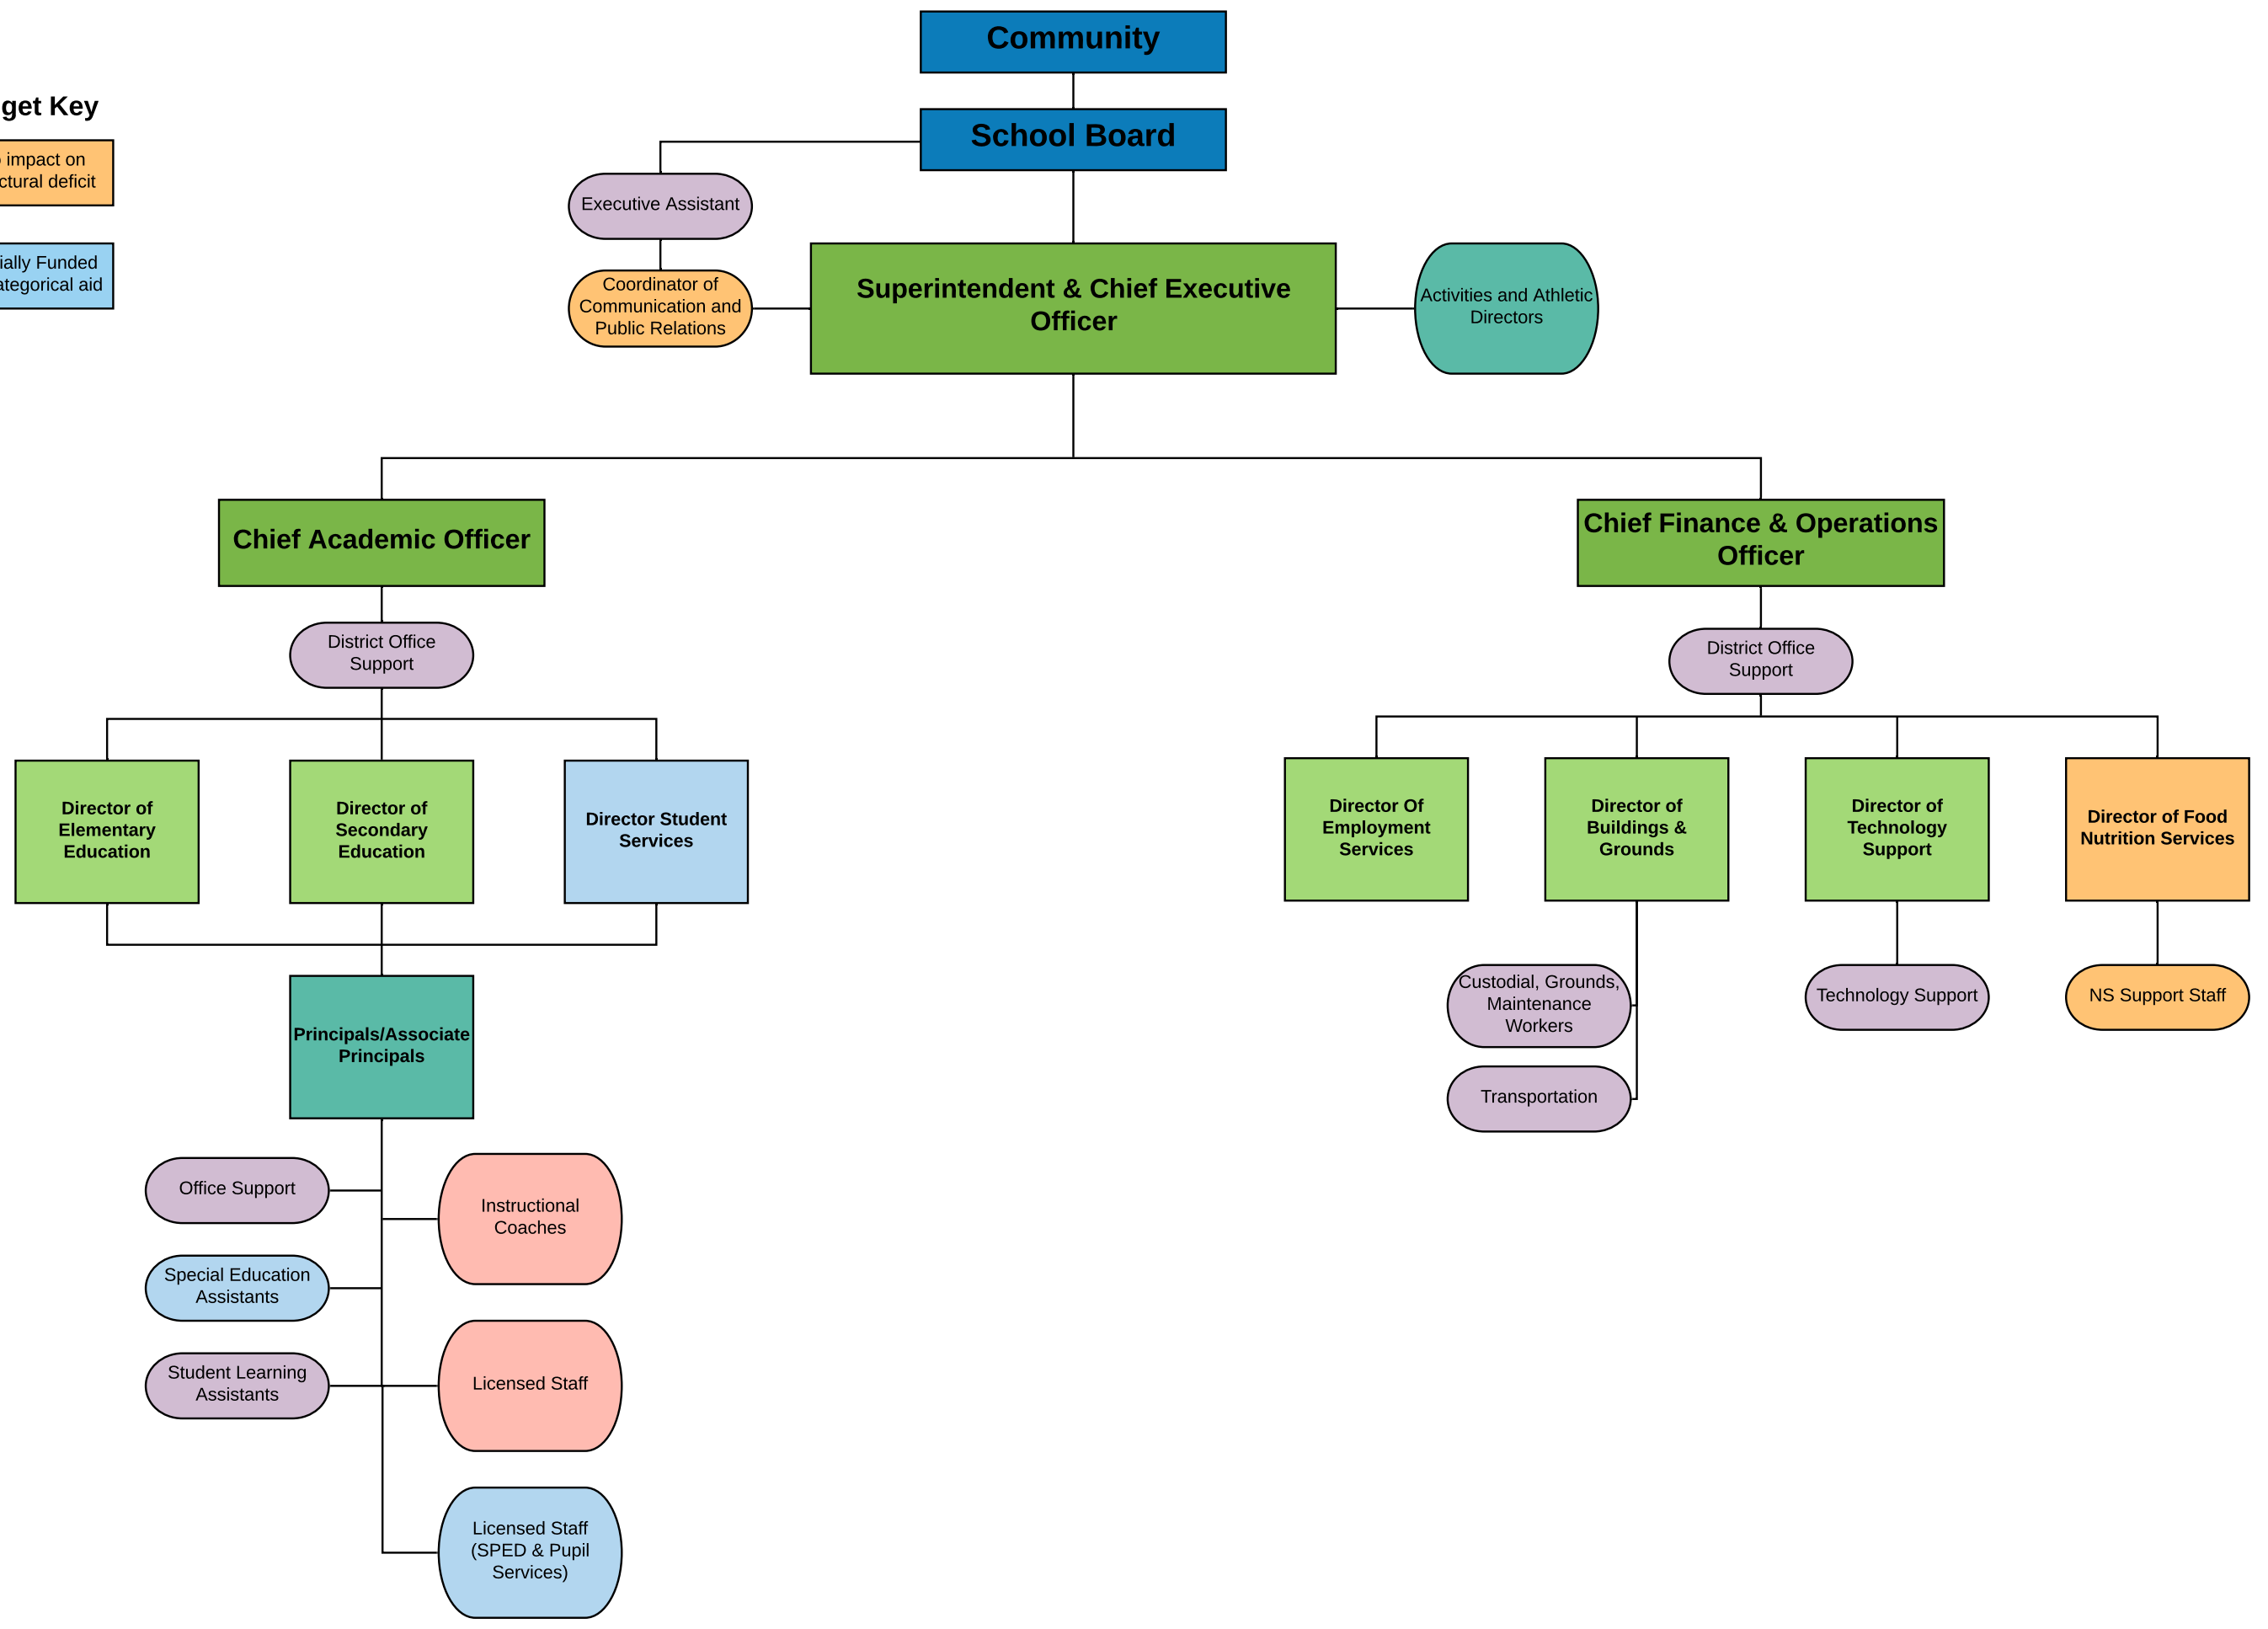 Community
get Key
impact on
ctural deficit
School Board
Executive Assistant
ially Funded
ategorical aid
Coordinator of
Communication and
Public Relations
Superintendent & Chief Executive
Officer
Activities and Athletic
Directors
Chief Academic Officer
Chief Finance & Operations
Officer
District Office
Support
District Office
Support
Director of
Elementary
Education
Director of
Secondary
Education
Director Student
Services
Director Of
Employment
Services
Director of
Buildings &
Grounds
Director of
Technology
Support
Director of Food
Nutrition Services
Principals/Associate
Principals
Custodial, Grounds,
Maintenance
Workers
Technology Support
NS Support Staff
Transportation
Office Support
Instructional
Coaches
Special Education
Assistants
Student Learning
Assistants
Licensed Staff
Licensed Staff
(SPED & Pupil
Services)